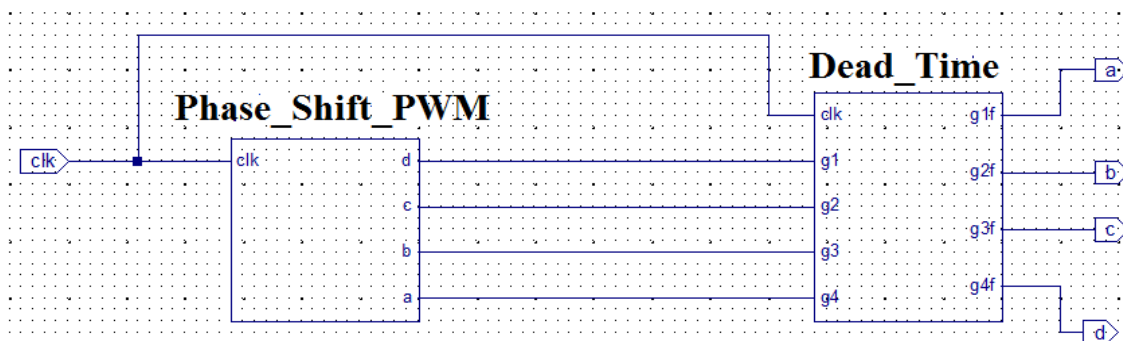 Dead_Time
a
Phase_Shift_PWM
clk
g1f
clk
clk
d
g1
g2f
b
c
g2
g3f
c
b
g3
a
g4
g4f
d